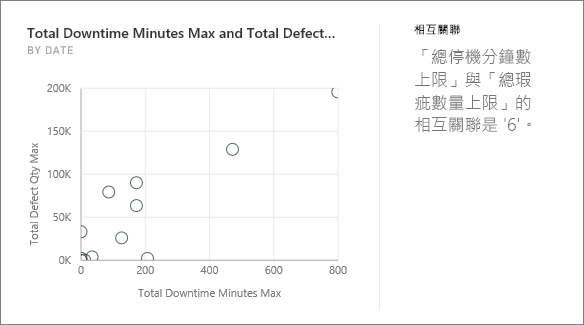 Total Downtime Minutes Max and Total Defect...
BY DATE
Total Defect Qty Max
200K
150K
100K
50K
0K
0
200
400
600
800
Total Downtime Minutes Max
相互關聯
「總停機分鐘數
上限」與「總瑕
疵數量上限」的
相互關聯是 '6'。